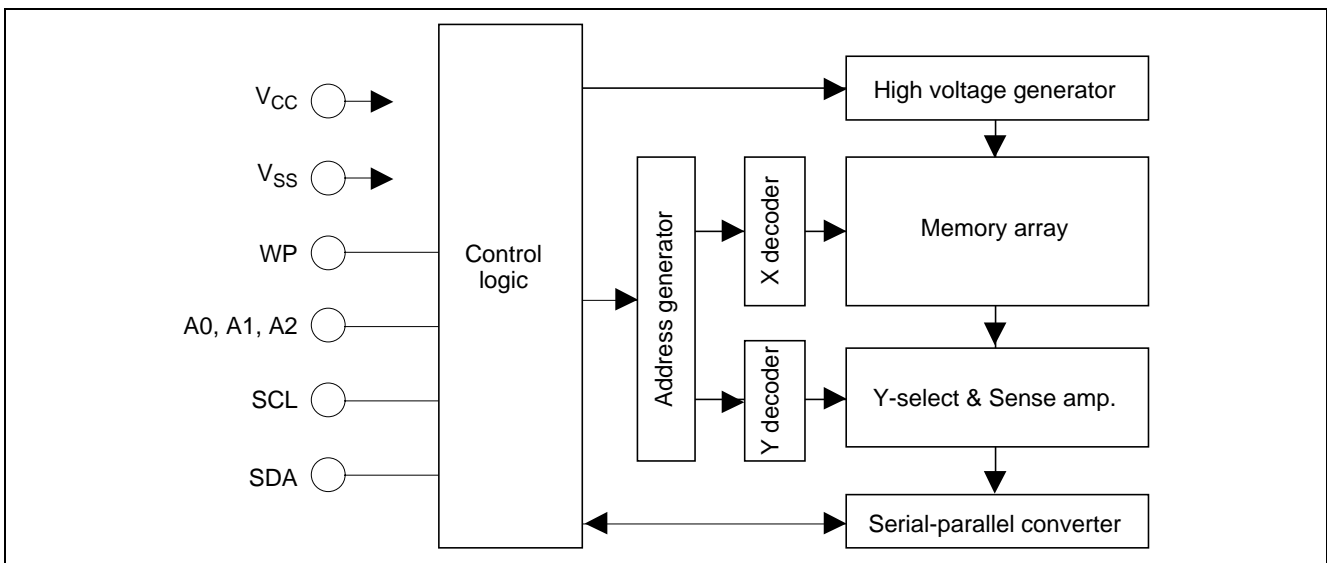 VCC
VSS
WP
A0, A1, A2
SCL
SDA
Control
logic
Address generator
X decoder
Y decoder
High voltage generator
Memory array
Y-select & Sense amp.
Serial-parallel converter